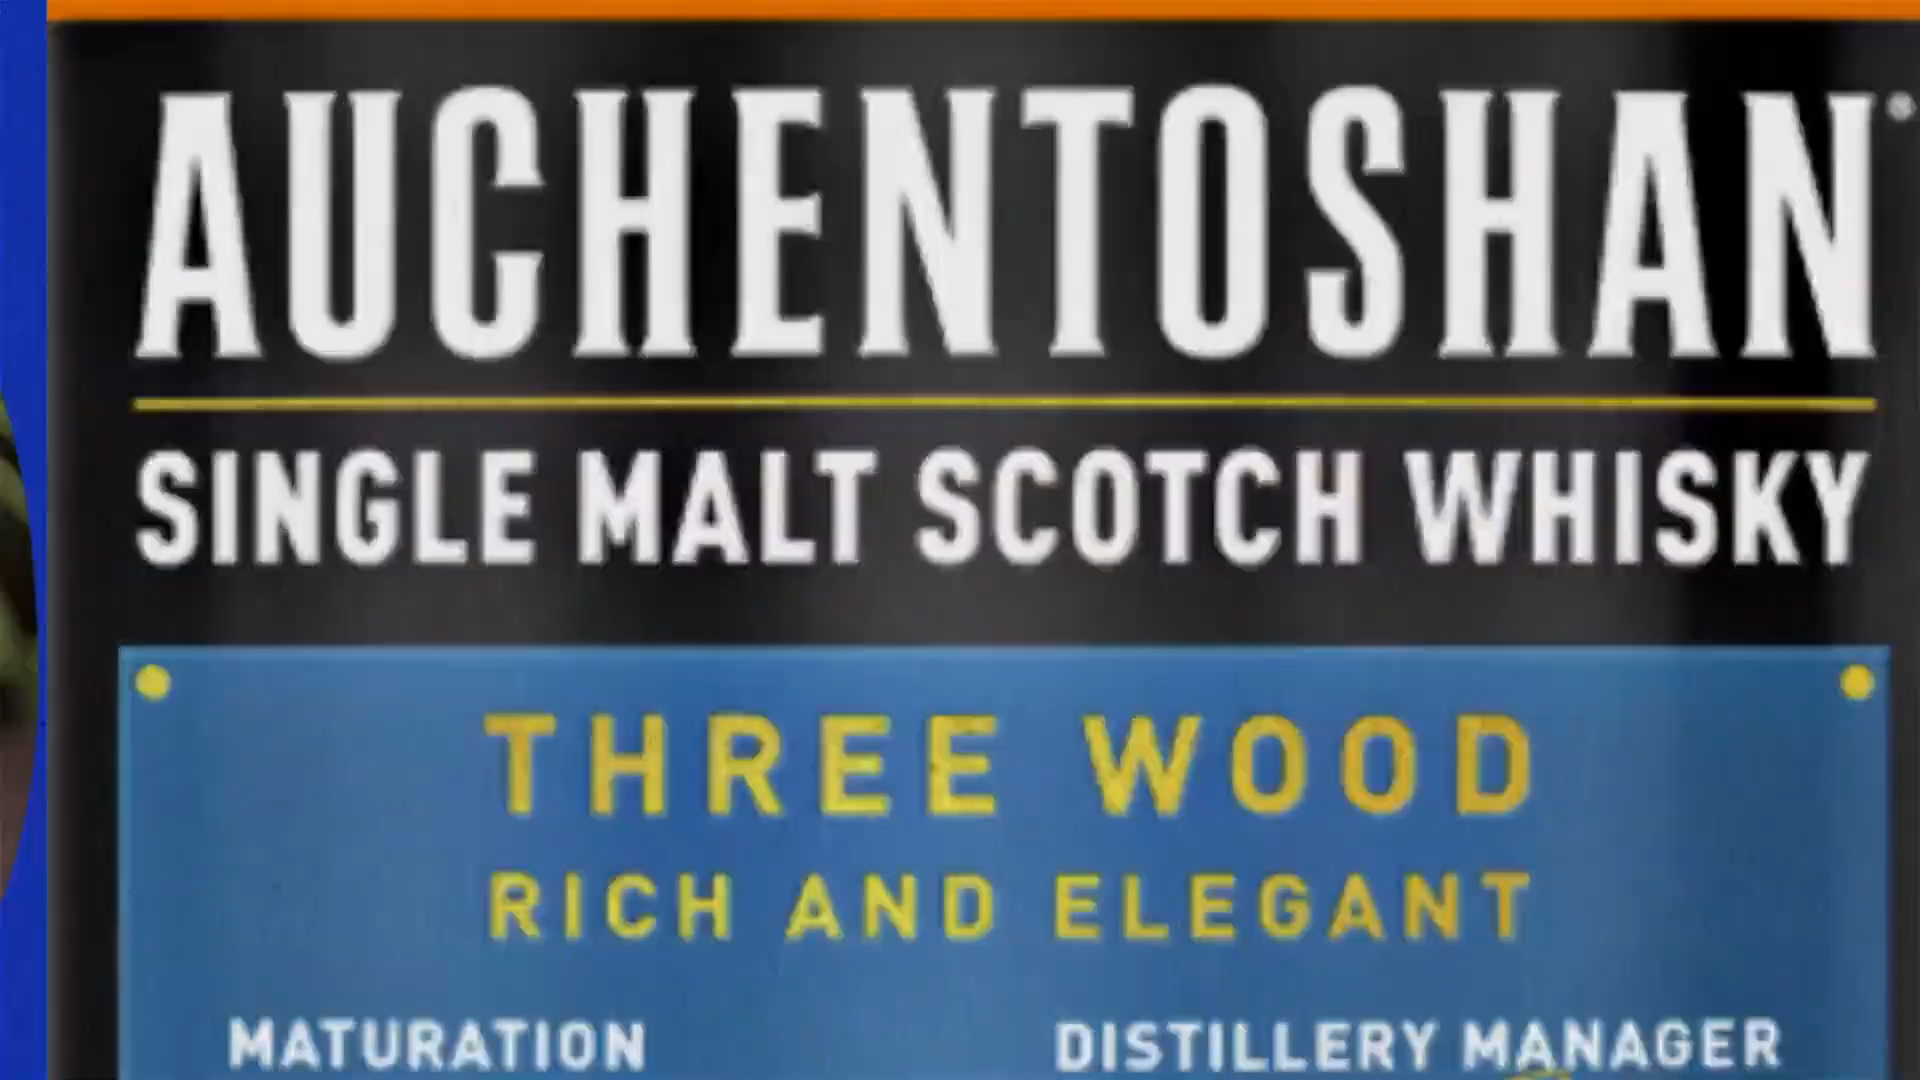 AUCHENTOSHAN
SINGLE MALT SCOTCH WHISKY
THREE WOOD
RICH AND ELEGANT
MATURATION
DISTILLERY MANAGER